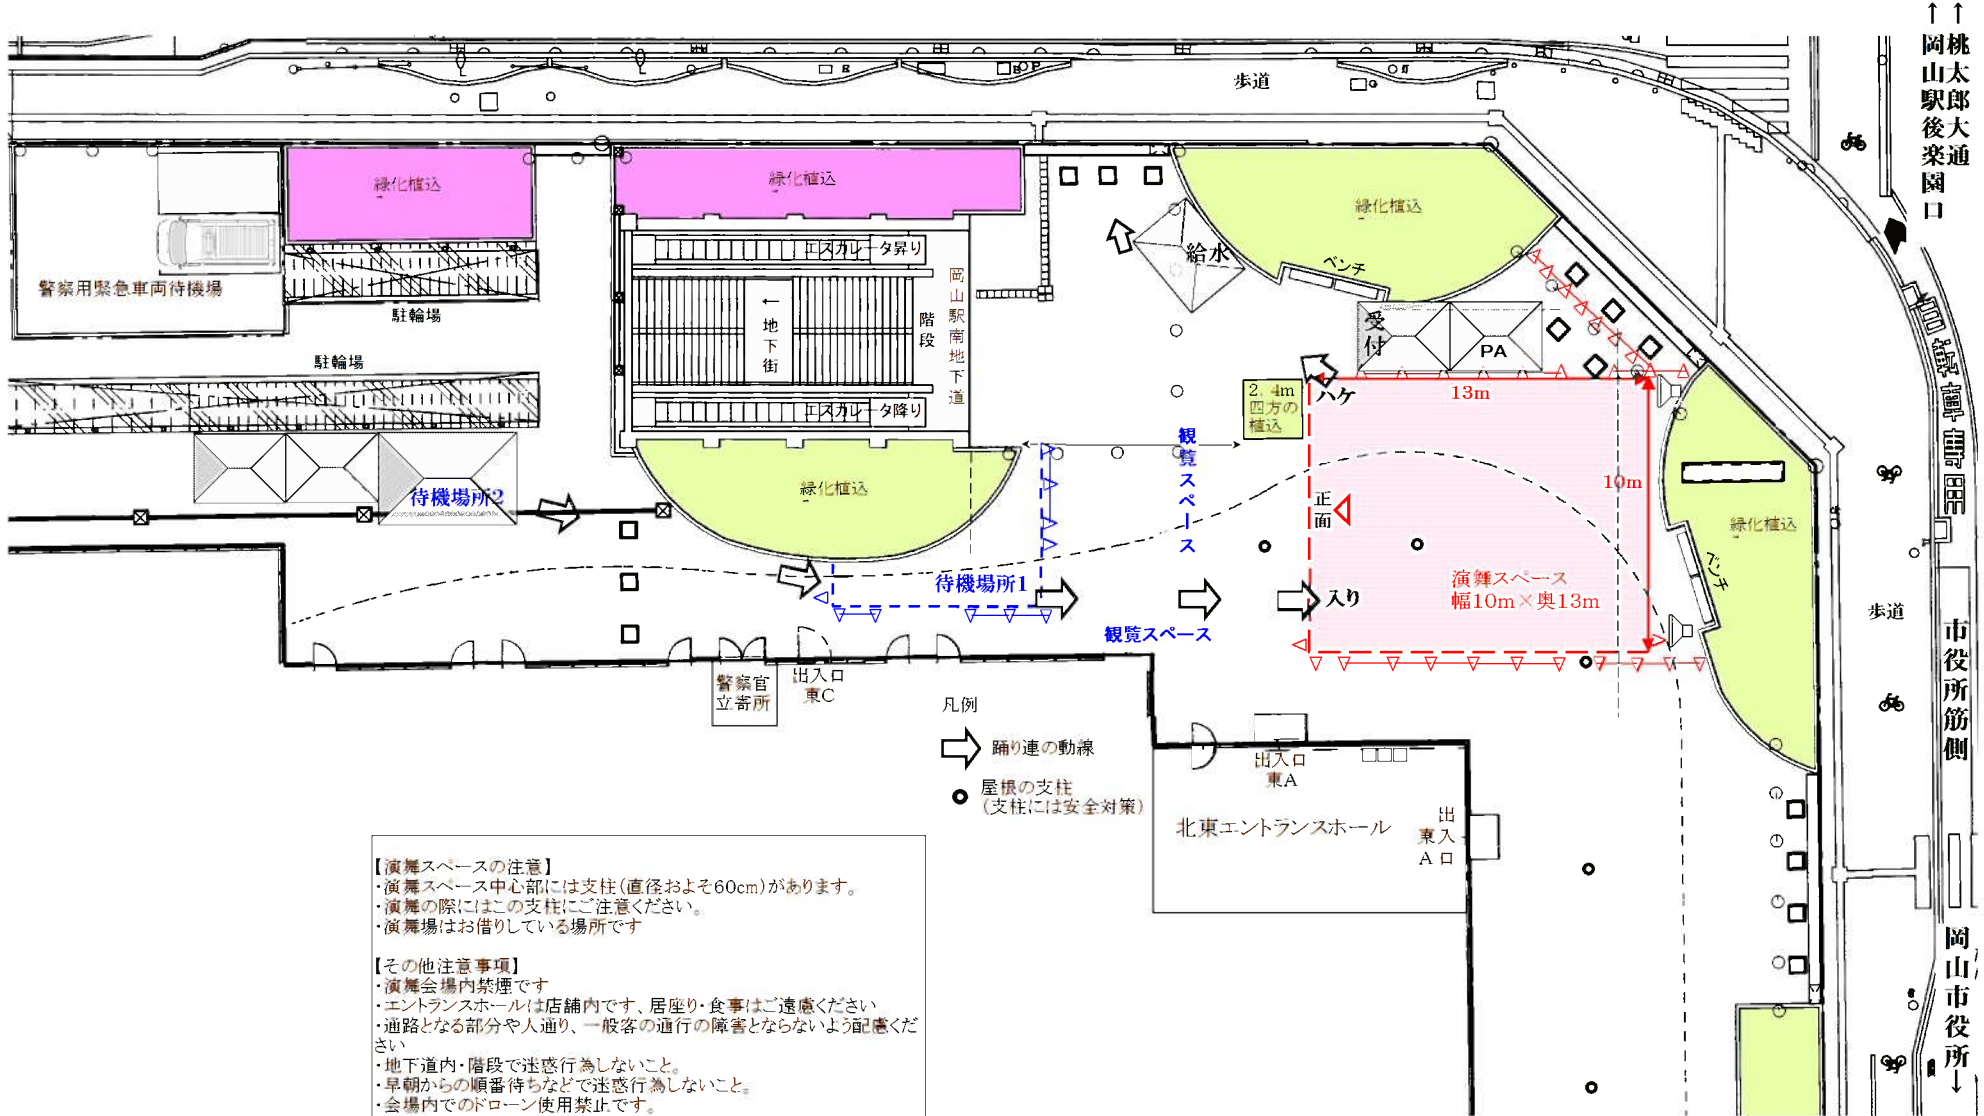 ↑桃太郎大通
↑岡山駅後楽園口
歩道
緑化植込
緑化植込
緑化植込
給水
ベンチ
エスカレータ昇り
岡山駅南地下道
階段
←地下街
エスカレータ降り
警察用緊急車両待機場
駐輪場
駐輪場
受付
PA
2.4m
四方の
植込
ハケ
13m
10m
観覧スペース
正面
待機場所2
緑化植込
緑化植込
ベンチ
演舞スペース
幅10m×奥13m
待機場所1
入り
観覧スペース
歩道
市役所筋側
警察官
立寄所
出入口
東C
凡例
踊り連の動線
屋根の支柱
(支柱には安全対策)
出入口
東A
北東エントランスホール
出入口
東A
【演舞スペースの注意】
・演舞スペース中心部には支柱(直径およそ60cm)があります。
・演舞の際にはこの支柱にご注意ください。
・演舞場はお借りしている場所です
【その他注意事項】
・演舞会場内禁煙です
・エントランスホールは店舗内です、居座り・食事はご遠慮ください
・通路となる部分や人通り、一般客の通行の障害とならないよう配慮くだ
さい
・地下道内・階段で迷惑行為しないこと。
・早朝からの順番待ちなどで迷惑行為しないこと。
・会場内でのドローン使用禁止です。
岡山市役所↓